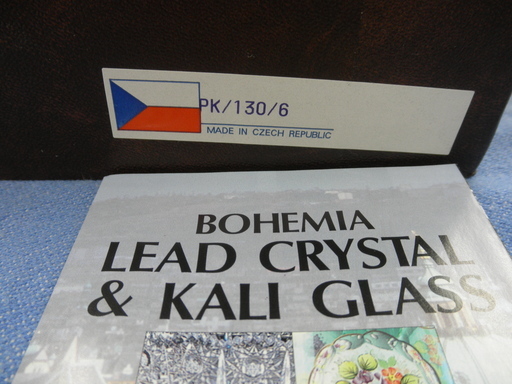 PK/130/6
MADE IN CZECH REPUBLIC
BOHEMIA
LEAD CRYSTAL
& KALI GLASS